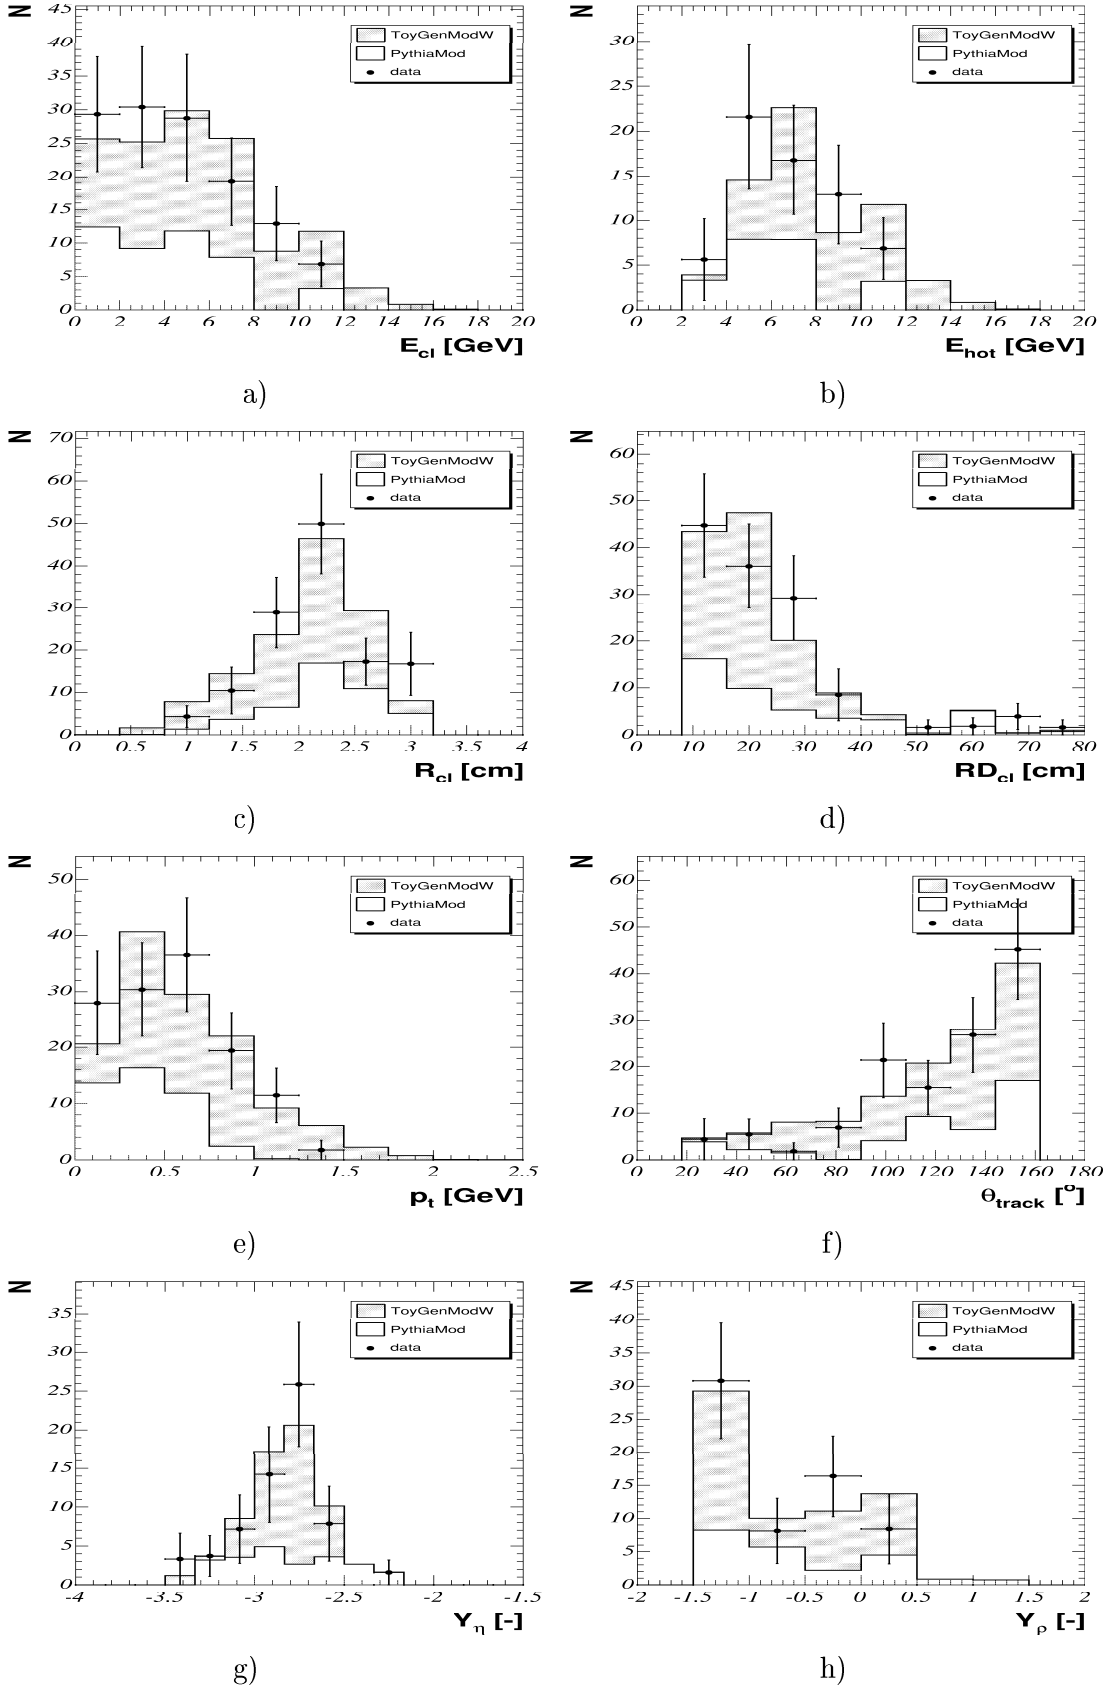 N
45
40
35
30
25
20
15
10
5
0
ToyGenModW
PythiaMod
data
0 2 4 6 8 10 12 14 16 18 20
E_cl [GeV]
a)
N
30
25
20
15
10
5
0
ToyGenModW
PythiaMod
data
0 2 4 6 8 10 12 14 16 18 20
E_hot [GeV]
b)
N
70
60
50
40
30
20
10
0
ToyGenModW
PythiaMod
data
0 0.5 1 1.5 2 2.5 3 3.5 4
R_cl [cm]
c)
N
60
50
40
30
20
10
0
ToyGenModW
PythiaMod
data
0 10 20 30 40 50 60 70 80
RD_cl [cm]
d)
N
50
40
30
20
10
0
ToyGenModW
PythiaMod
data
0 0.5 1 1.5 2 2.5
p_t [GeV]
e)
N
60
50
40
30
20
10
0
ToyGenModW
PythiaMod
data
0 20 40 60 80 100 120 140 160 180
θ_track [°]
f)
N
35
30
25
20
15
10
5
0
ToyGenModW
PythiaMod
data
-4 -3.5 -3 -2.5 -2 -1.5
Y_η [-]
g)
N
45
40
35
30
25
20
15
10
5
0
ToyGenModW
PythiaMod
data
-2 -1.5 -1 -0.5 0 0.5 1 1.5 2
Y_ρ [-]
h)